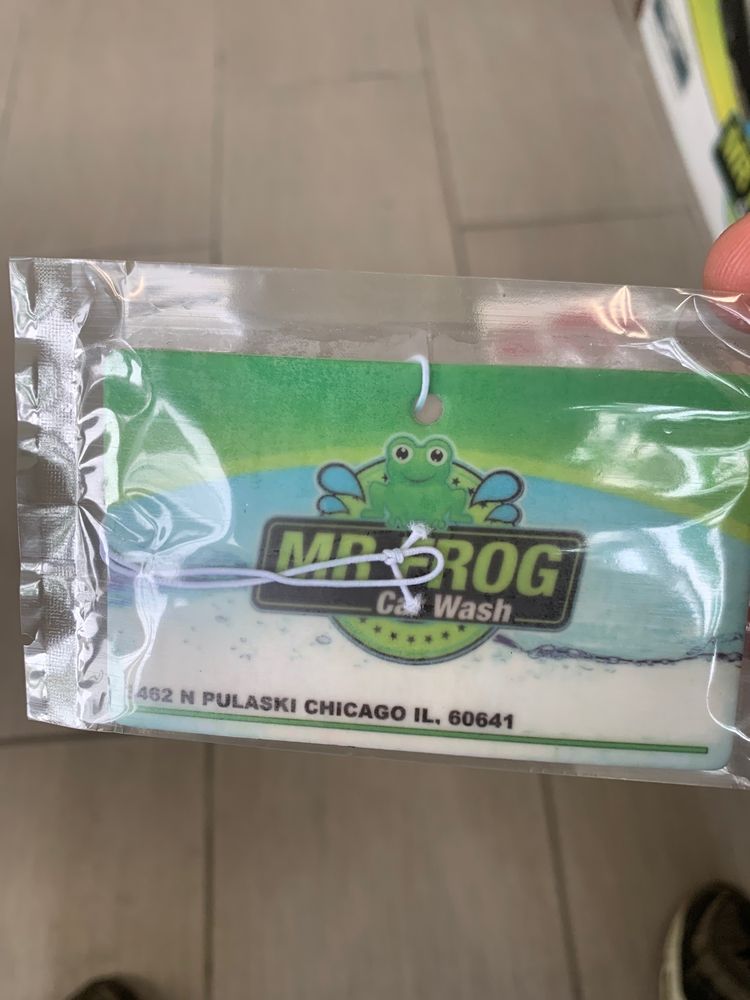 MR FROG
Car Wash
462 N PULASKI CHICAGO IL, 60641